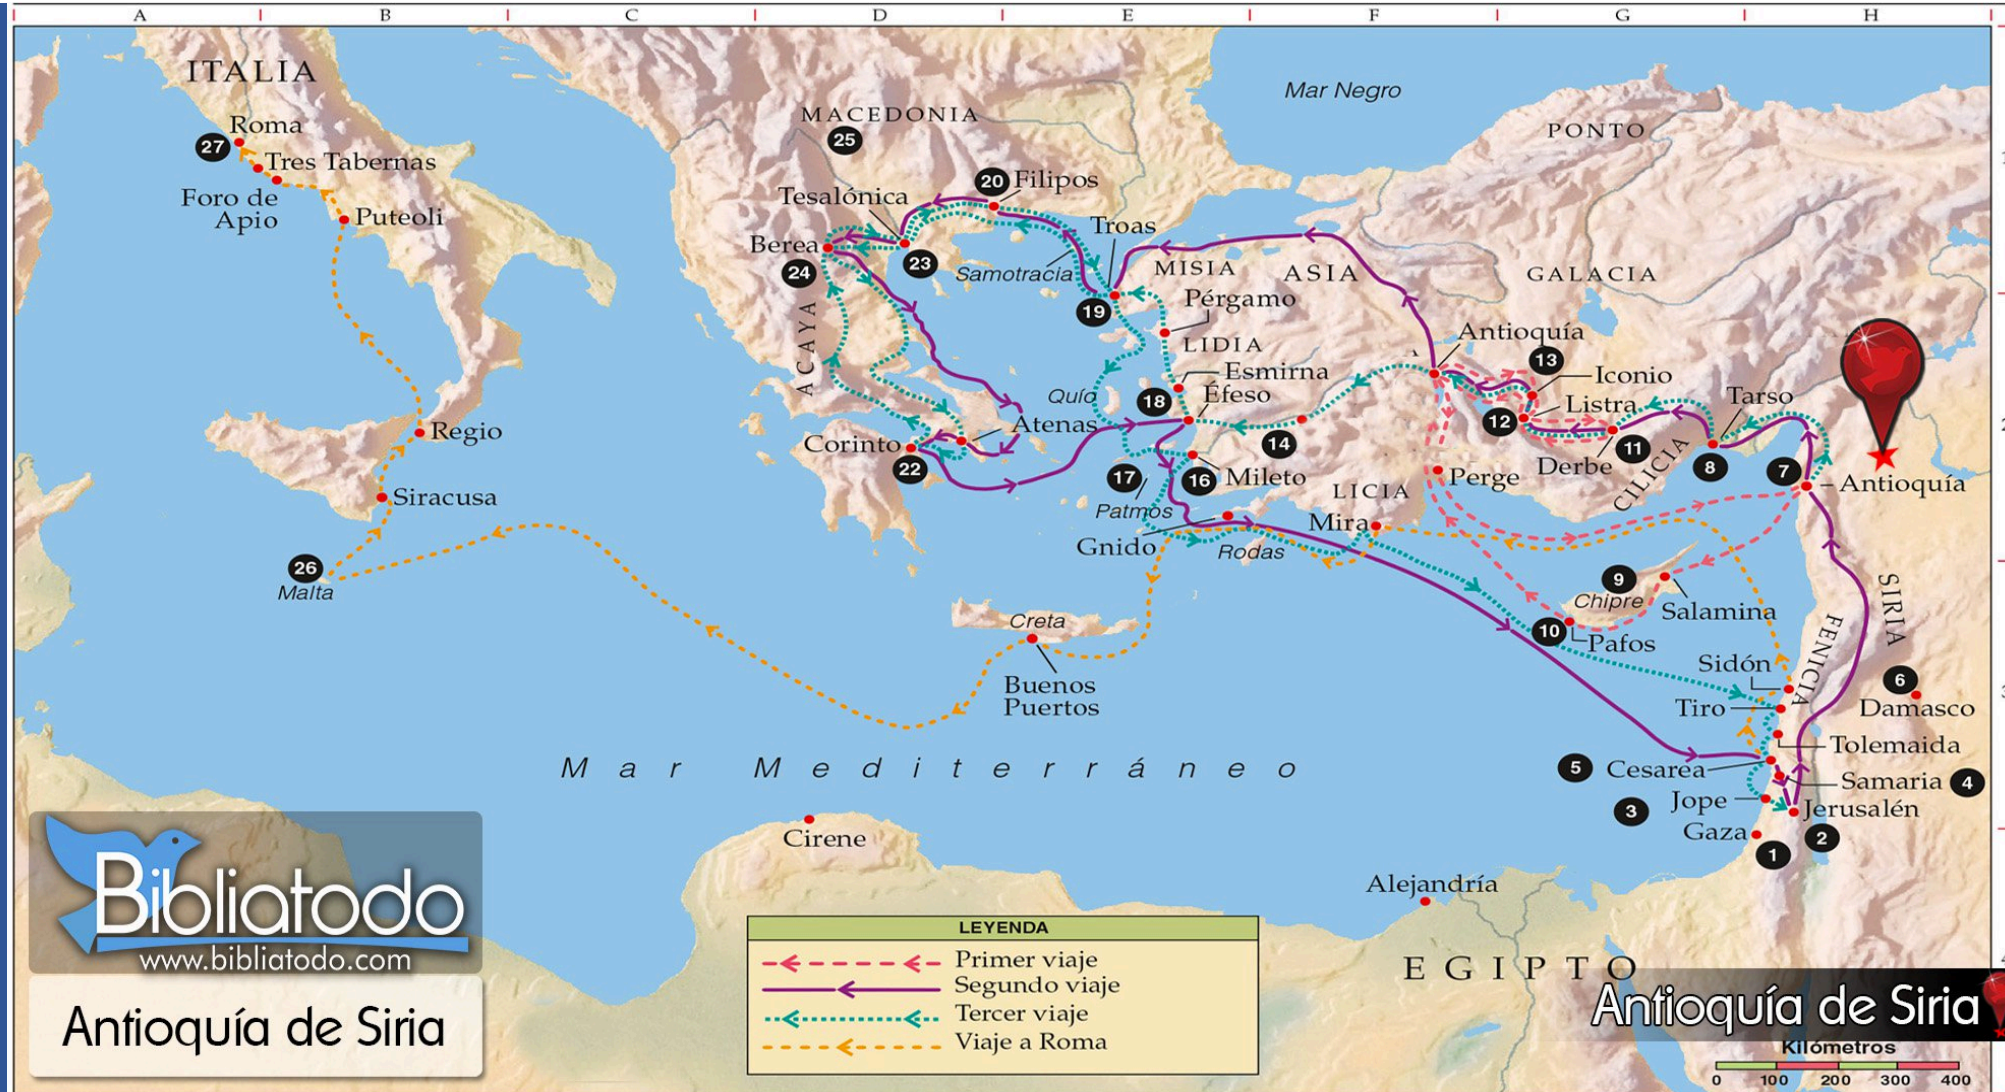 A B C D E F G H
ITALIA
Mar Negro
MACEDONIA
25
PONTO
1
Roma
27
Tres Tabernas
Foro de
Apio
Puteoli
20 Filipos
Tesalónica
Troas
Berea
23
24
Samotracia
MISIA
ASIA
GALACIA
Pérgamo
19
ACAYA
LIDIA
Antioquía
13
Esmirna
Iconio
Quío
18
Éfeso
Listra
Tarso
12
2
Regio
Atenas
Corinto
22
14
11
Derbe
CILICIA
8
7
Antioquía
17
16
Mileto
Perge
Siracusa
Patmos
LICIA
Mira
Gnido
Rodas
26
Malta
9
Chipre
Salamina
SIRIA
Creta
10
Pafos
FENICIA
Sidón
6
Buenos
Puertos
Tiro
Damasco
3
Tolemaida
Mar Mediterráneo
5
Cesarea
Samaria
4
Jope
Jerusalén
3
Gaza
2
1
Cirene
Alejandría
EGIPTO
4
Bibliatodo
www.bibliatodo.com
Antioquía de Siria
LEYENDA
Primer viaje
Segundo viaje
Tercer viaje
Viaje a Roma
Antioquía de Siria
Kilómetros
0 100 200 300 400